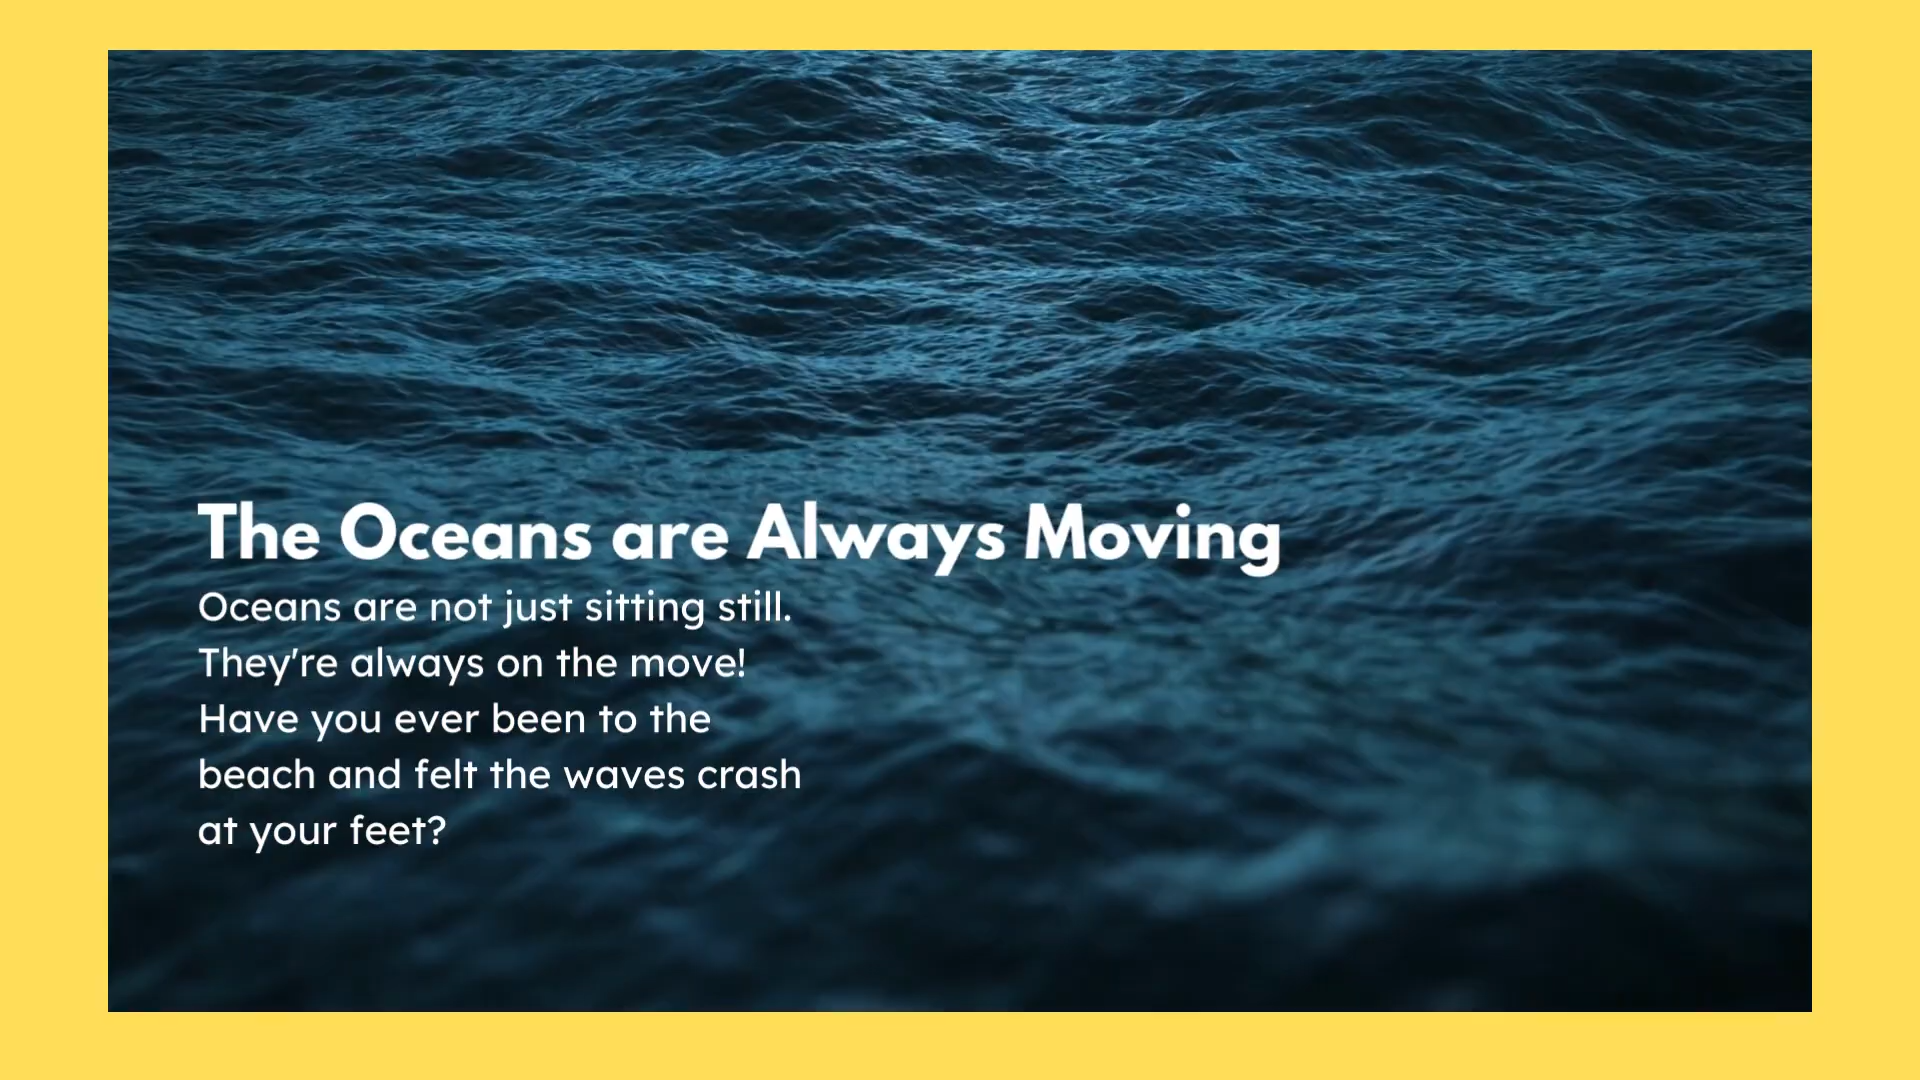 The Oceans are Always Moving
Oceans are not just sitting still.
They're always on the move!
Have you ever been to the
beach and felt the waves crash
at your feet?